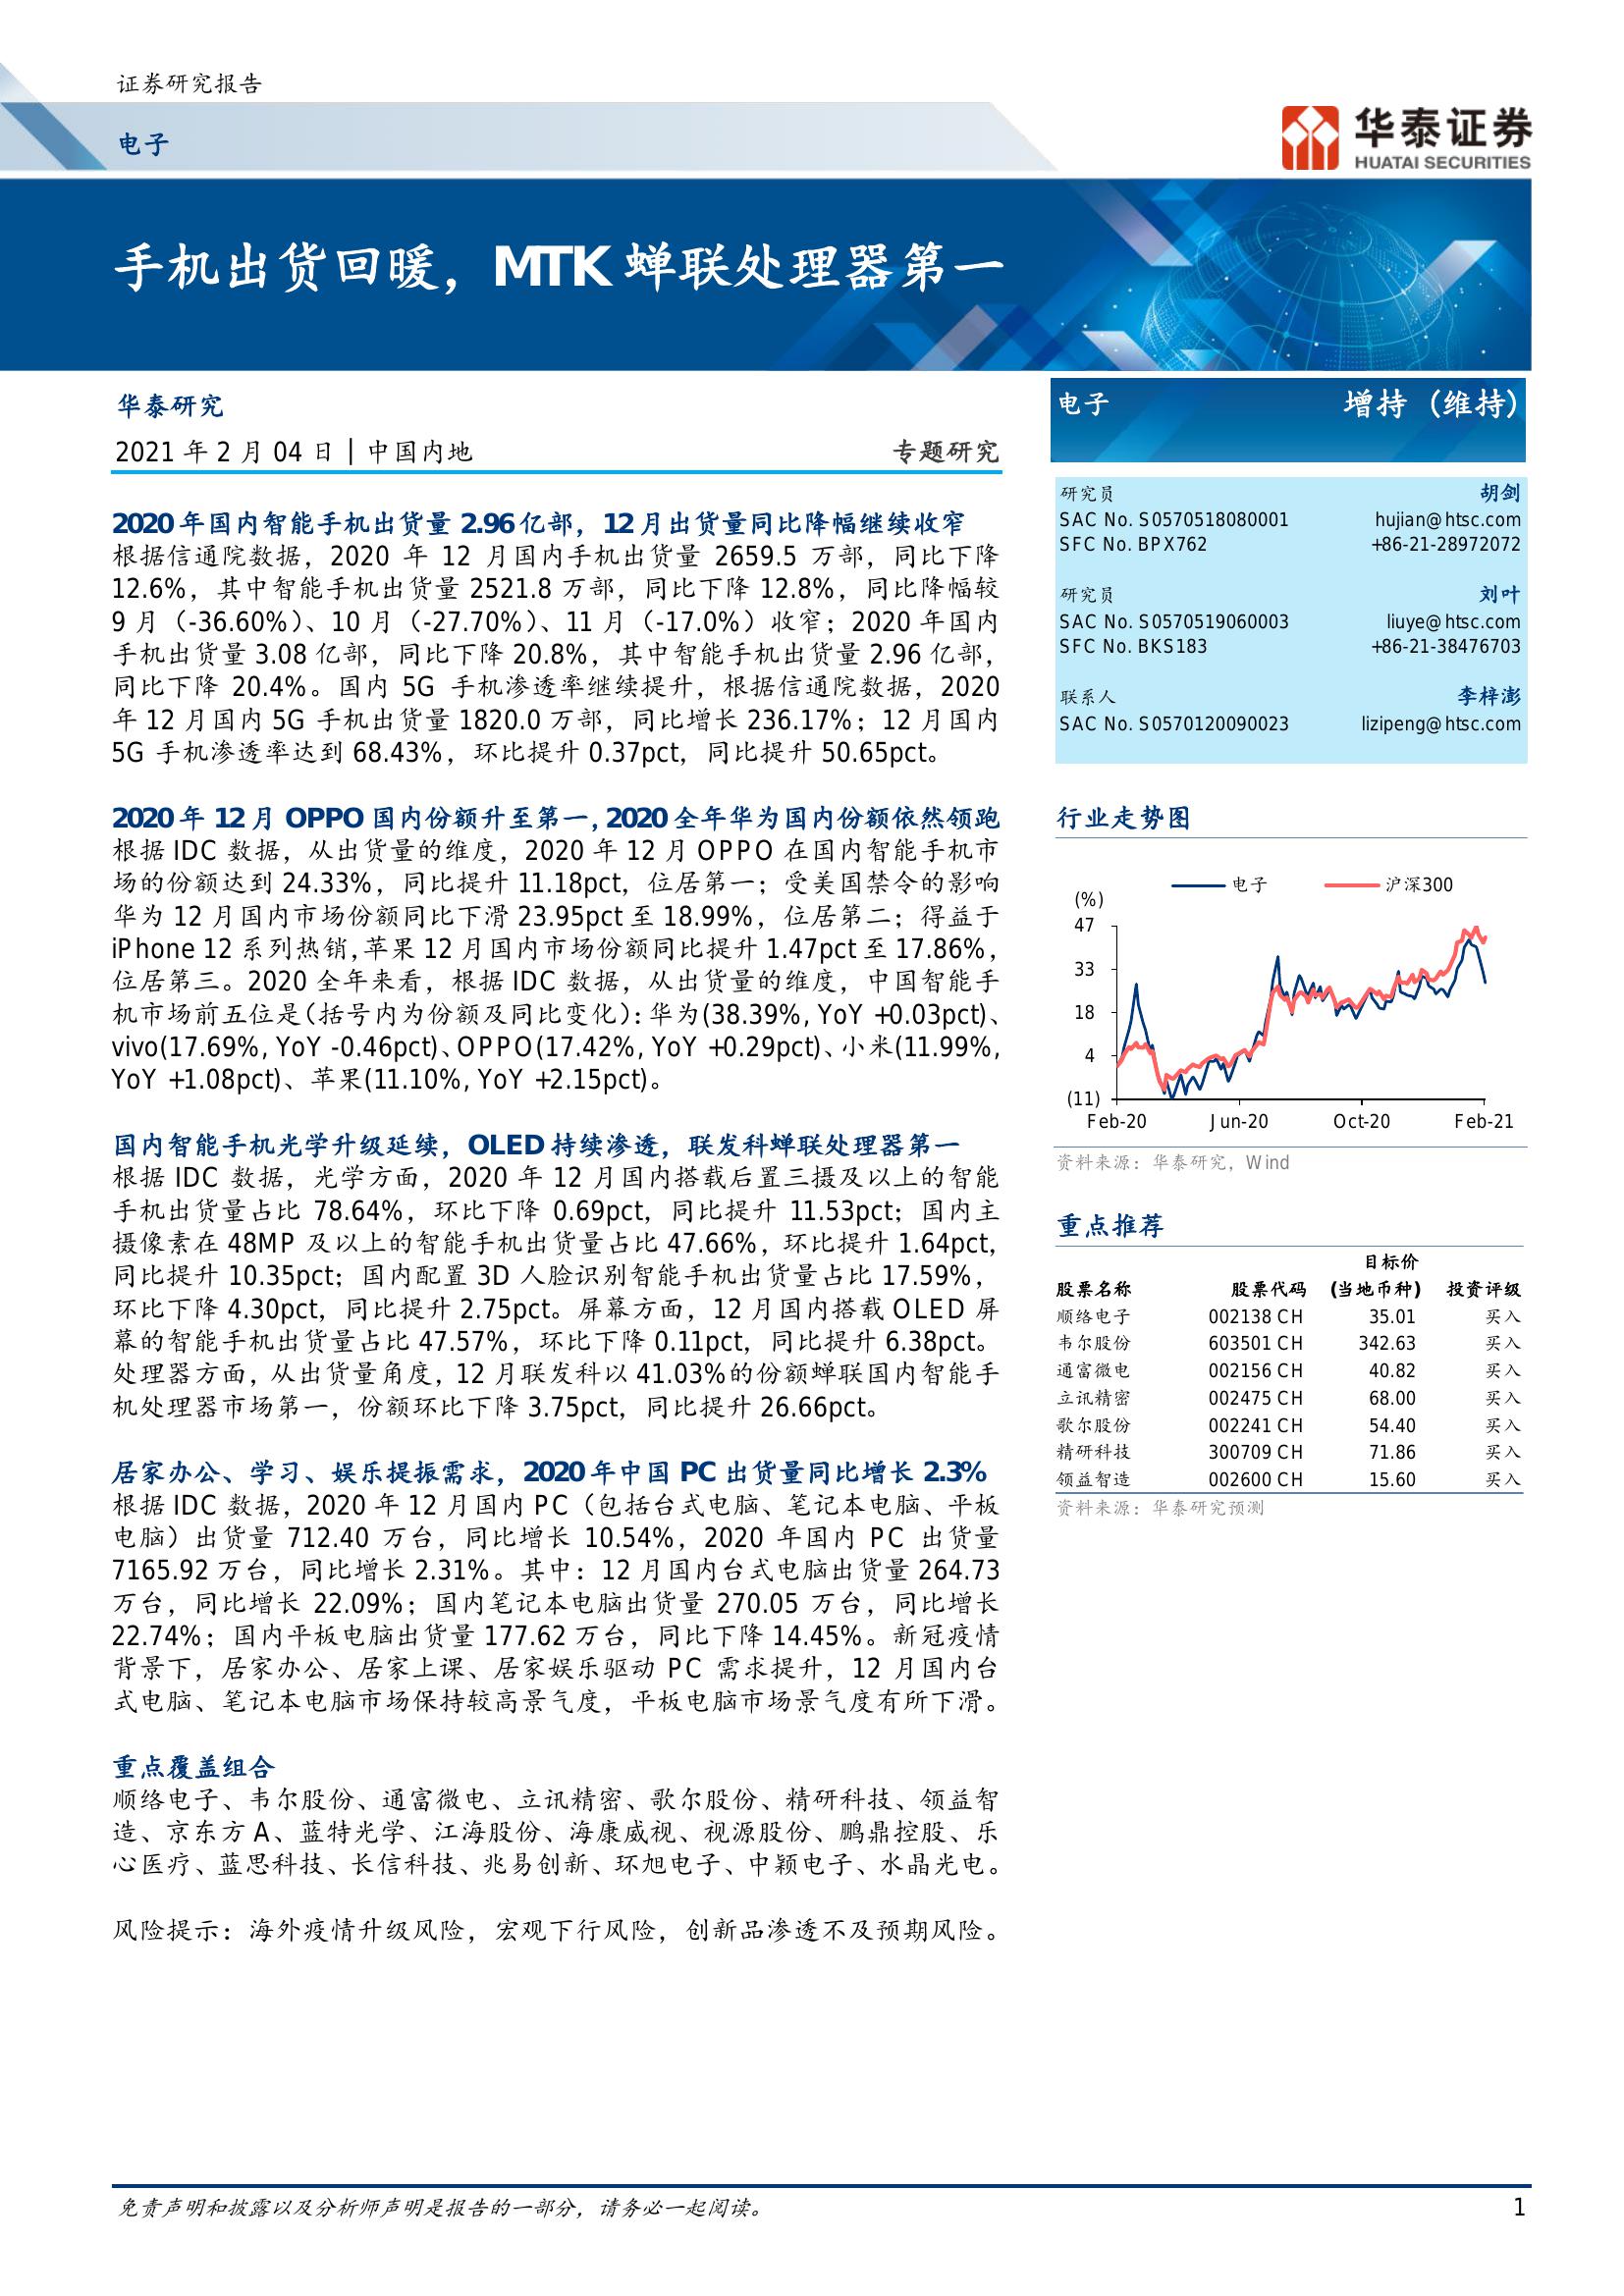 证券研究报告
电子
华泰证券
HUATAI SECURITIES
手机出货回暖，MTK 蝉联处理器第一
华泰研究
2021 年 2 月 04 日｜中国内地
专题研究
2020 年国内智能手机出货量 2.96 亿部，12 月出货量同比降幅继续收窄
根据信通院数据，2020 年 12 月国内手机出货量 2659.5 万部，同比下降
12.6%，其中智能手机出货量 2521.8 万部，同比下降 12.8%，同比降幅较
9 月（-36.60%）、10 月（-27.70%）、11 月（-17.0%）收窄；2020 年国内
手机出货量 3.08 亿部，同比下降 20.8%，其中智能手机出货量 2.96 亿部，
同比下降 20.4%。国内 5G 手机渗透率继续提升，根据信通院数据，2020
年 12 月国内 5G 手机出货量 1820.0 万部，同比增长 236.17%；12 月国内
5G 手机渗透率达到 68.43%，环比提升 0.37pct，同比提升 50.65pct。
2020 年 12 月 OPPO 国内份额升至第一，2020 全年华为国内份额依然领跑
根据 IDC 数据，从出货量的维度，2020 年 12 月 OPPO 在国内智能手机市
场的份额达到 24.33%，同比提升 11.18pct，位居第一；受美国禁令的影响
华为 12 月国内市场份额同比下滑 23.95pct 至 18.99%，位居第二；得益于
iPhone 12 系列热销，苹果 12 月国内市场份额同比提升 1.47pct 至 17.86%，
位居第三。2020 全年来看，根据 IDC 数据，从出货量的维度，中国智能手
机市场前五位是（括号内为份额及同比变化）：华为(38.39%, YoY +0.03pct)、
vivo(17.69%, YoY -0.46pct)、OPPO(17.42%, YoY +0.29pct)、小米(11.99%,
YoY +1.08pct)、苹果(11.10%, YoY +2.15pct)。
国内智能手机光学升级延续，OLED 持续渗透，联发科蝉联处理器第一
根据 IDC 数据，光学方面，2020 年 12 月国内搭载后置三摄及以上的智能
手机出货量占比 78.64%，环比下降 0.69pct，同比提升 11.53pct；国内主
摄像素在 48MP 及以上的智能手机出货量占比 47.66%，环比提升 1.64pct，
同比提升 10.35pct；国内配置 3D 人脸识别智能手机出货量占比 17.59%，
环比下降 4.30pct，同比提升 2.75pct。屏幕方面，12 月国内搭载 OLED 屏
幕的智能手机出货量占比 47.57%，环比下降 0.11pct，同比提升 6.38pct。
处理器方面，从出货量角度，12 月联发科以 41.03%的份额蝉联国内智能手
机处理器市场第一，份额环比下降 3.75pct，同比提升 26.66pct。
居家办公、学习、娱乐提振需求，2020 年中国 PC 出货量同比增长 2.3%
根据 IDC 数据，2020 年 12 月国内 PC（包括台式电脑、笔记本电脑、平板
电脑）出货量 712.40 万台，同比增长 10.54%，2020 年国内 PC 出货量
7165.92 万台，同比增长 2.31%。其中：12 月国内台式电脑出货量 264.73
万台，同比增长 22.09%；国内笔记本电脑出货量 270.05 万台，同比增长
22.74%；国内平板电脑出货量 177.62 万台，同比下降 14.45%。新冠疫情
背景下，居家办公、居家上课、居家娱乐驱动 PC 需求提升，12 月国内台
式电脑、笔记本电脑市场保持较高景气度，平板电脑市场景气度有所下滑。
重点覆盖组合
顺络电子、韦尔股份、通富微电、立讯精密、歌尔股份、精研科技、领益智
造、京东方 A、蓝特光学、江海股份、海康威视、视源股份、鹏鼎控股、乐
心医疗、蓝思科技、长信科技、兆易创新、环旭电子、中颖电子、水晶光电。
风险提示：海外疫情升级风险，宏观下行风险，创新品渗透不及预期风险。
电子 增持（维持）
研究员 胡剑
SAC No. S0570518080001 hujian@htsc.com
SFC No. BPX762 +86-21-28972072
研究员 刘叶
SAC No. S0570519060003 liuye@htsc.com
SFC No. BKS183 +86-21-38476703
联系人 李梓澎
SAC No. S0570120090023 lizipeng@htsc.com
行业走势图
电子 沪深300
(%)
47
33
18
4
(11)
Feb-20 Jun-20 Oct-20 Feb-21
资料来源：华泰研究，Wind
重点推荐
目标价
股票名称 股票代码 (当地币种) 投资评级
顺络电子 002138 CH 35.01 买入
韦尔股份 603501 CH 342.63 买入
通富微电 002156 CH 40.82 买入
立讯精密 002475 CH 68.00 买入
歌尔股份 002241 CH 54.40 买入
精研科技 300709 CH 71.86 买入
领益智造 002600 CH 15.60 买入
资料来源：华泰研究预测
免责声明和披露以及分析师声明是报告的一部分，请务必一起阅读。 1